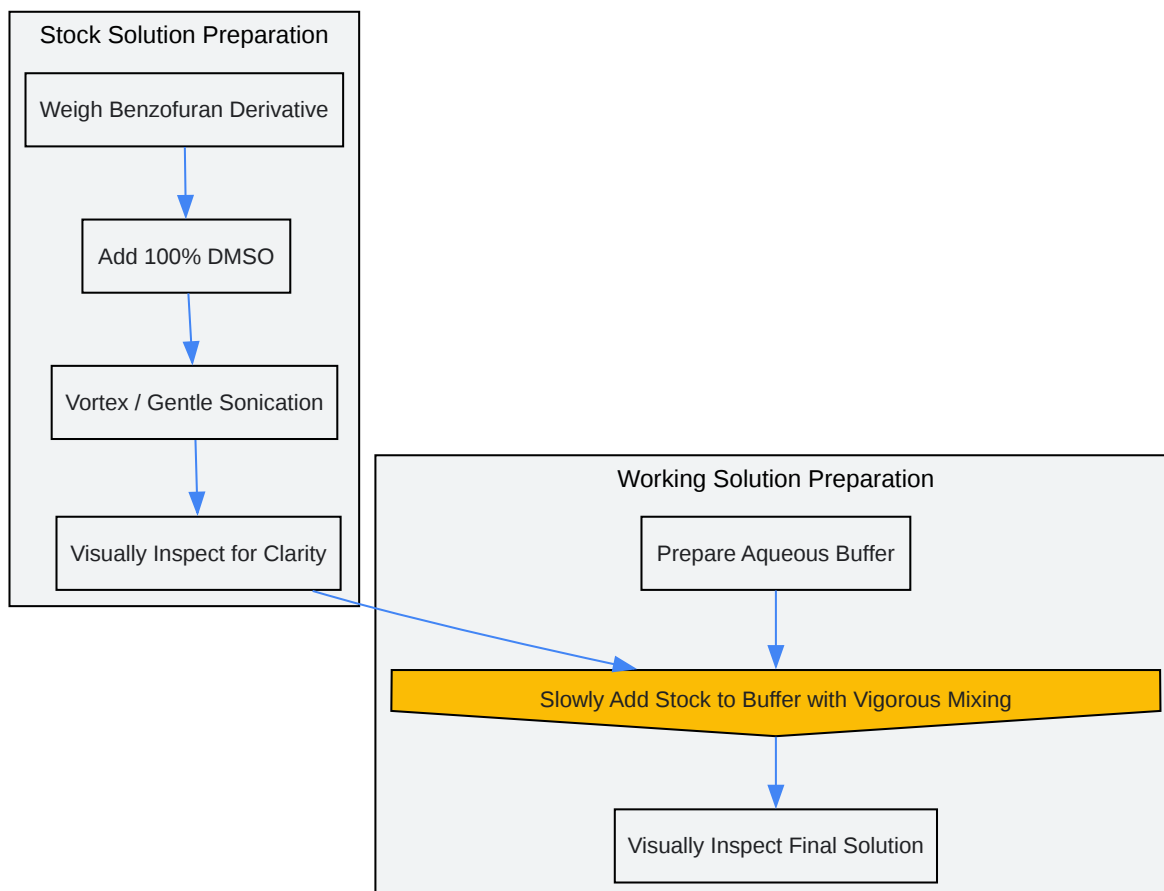 Stock Solution Preparation
Weigh Benzofuran Derivative
Add 100% DMSO
Vortex / Gentle Sonication
Visually Inspect for Clarity
Working Solution Preparation
Prepare Aqueous Buffer
Slowly Add Stock to Buffer with Vigorous Mixing
Visually Inspect Final Solution